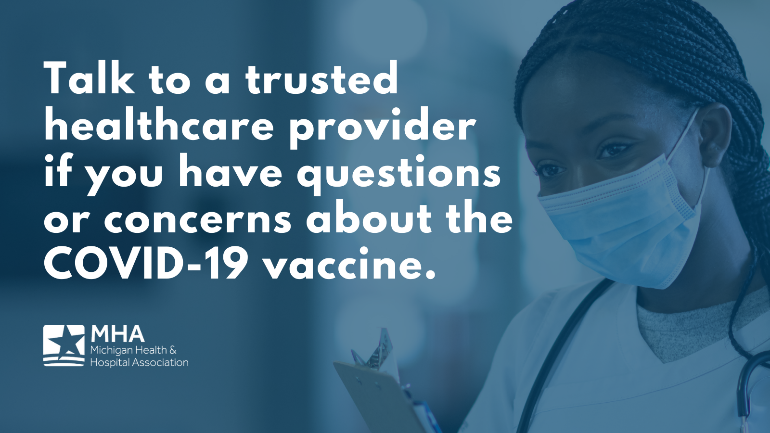 Talk to a trusted
healthcare provider
if you have questions
or concerns about the
COVID-19 vaccine.
MHA
Michigan Health &
Hospital Association